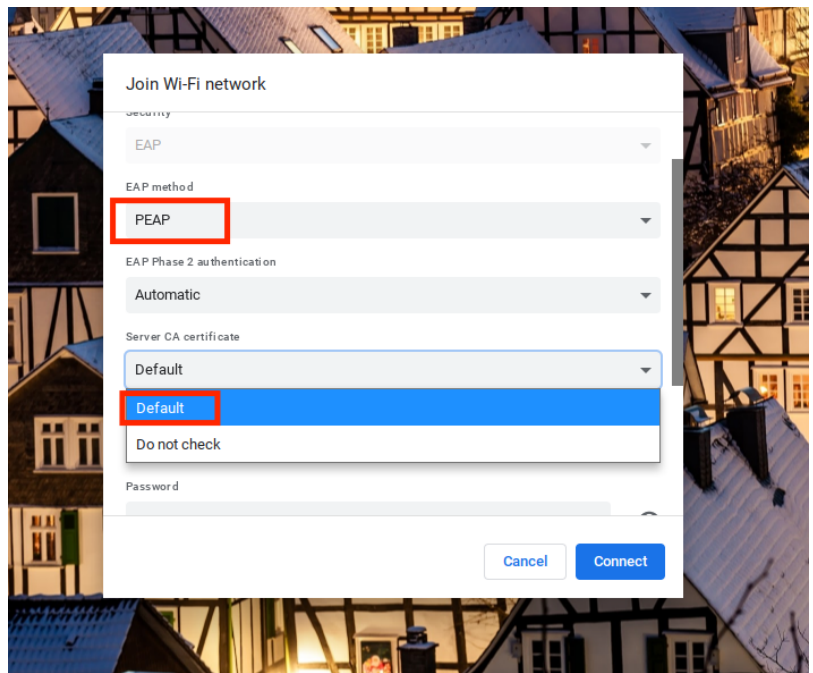 Join Wi-Fi network
Security
EAP
EAP method
PEAP
EAP Phase 2 authentication
Automatic
Server CA certificate
Default
Default
Do not check
Password
Cancel
Connect